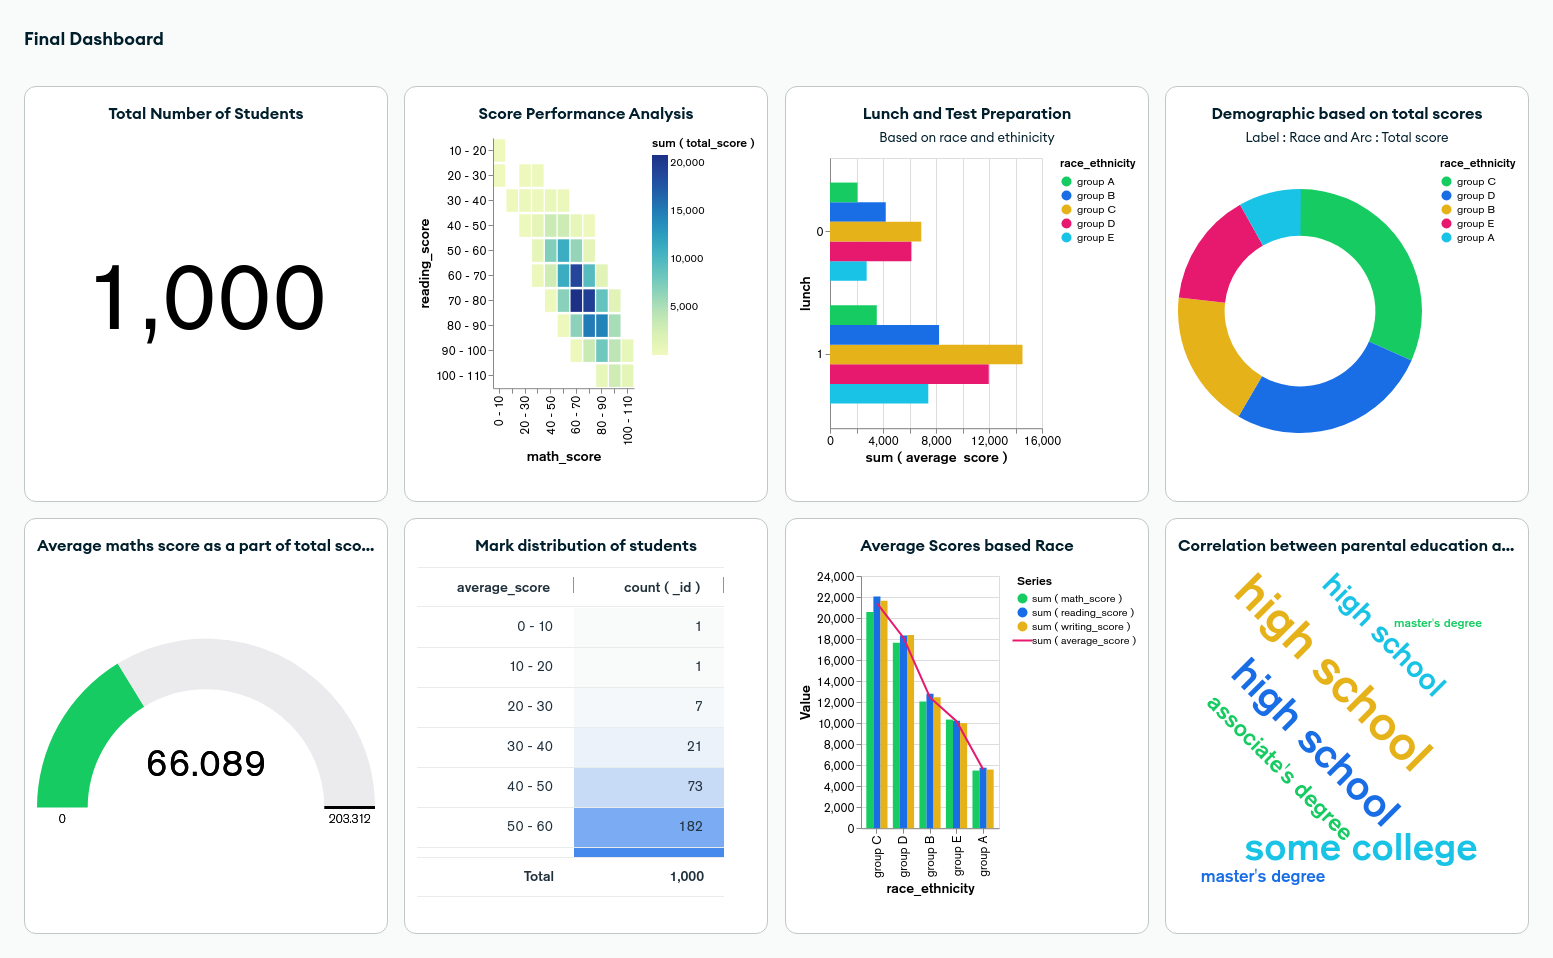 Final Dashboard
Total Number of Students
1,000
Score Performance Analysis
sum ( total_score )
20,000
15,000
10,000
5,000
reading_score
10 - 20
20 - 30
30 - 40
40 - 50
50 - 60
60 - 70
70 - 80
80 - 90
90 - 100
100 - 110
0 - 10
20 - 30
40 - 50
60 - 70
80 - 90
100 - 110
math_score
Lunch and Test Preparation
Based on race and ethinicity
race_ethnicity
group A
group B
group C
group D
group E
lunch
0
1
0
4,000
8,000
12,000
16,000
sum ( average score )
Demographic based on total scores
Label : Race and Arc : Total score
race_ethnicity
group C
group D
group B
group E
group A
Average maths score as a part of total sco...
66.089
0
203.312
Mark distribution of students
average_score count ( _id )
0 - 10 1
10 - 20 1
20 - 30 7
30 - 40 21
40 - 50 73
50 - 60 182
Total 1,000
Average Scores based Race
Series
sum ( math_score )
sum ( reading_score )
sum ( writing_score )
sum ( average_score )
Value
24,000
22,000
20,000
18,000
16,000
14,000
12,000
10,000
8,000
6,000
4,000
2,000
0
group C
group D
group B
group E
group A
race_ethnicity
Correlation between parental education a...
high school
high school
master's degree
high school
associate's degree
some college
master's degree